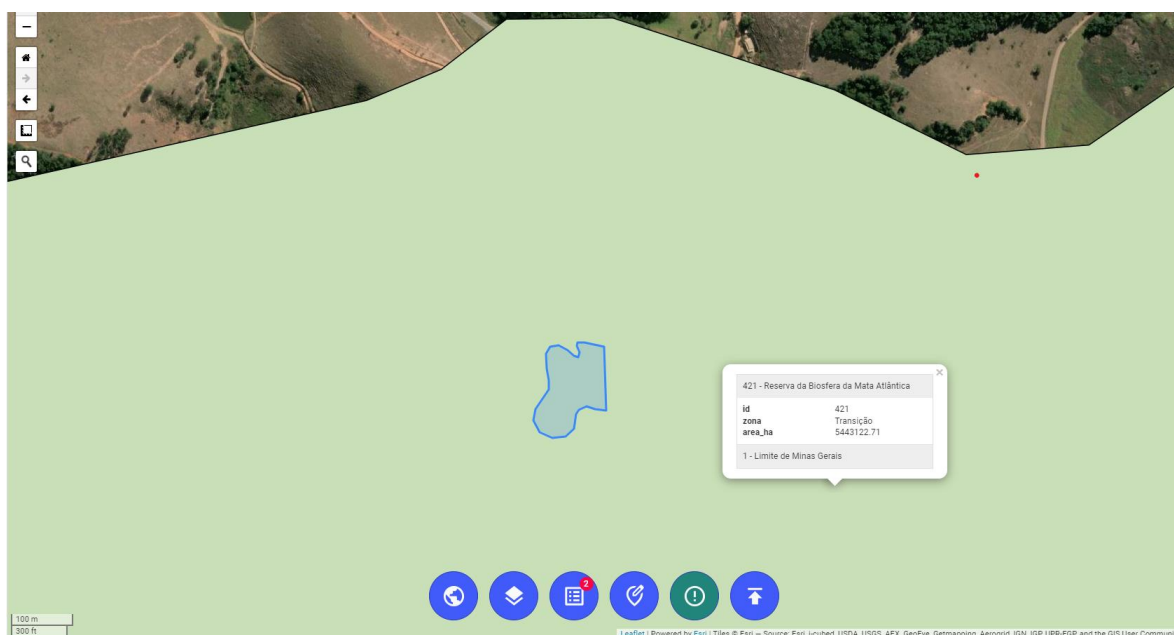 421 - Reserva da Biosfera da Mata Atlântica
id 421
zona Transição
area_ha 5443122.71
1 - Limite de Minas Gerais
2
100 m
300 ft
Leaflet | Powered by Esri | Tiles © Esri — Source: Esri, i-cubed, USDA, USGS, AEX, GeoEye, Getmapping, Aerogrid, IGN, IGP, UPR-EGP, and the GIS User Commun